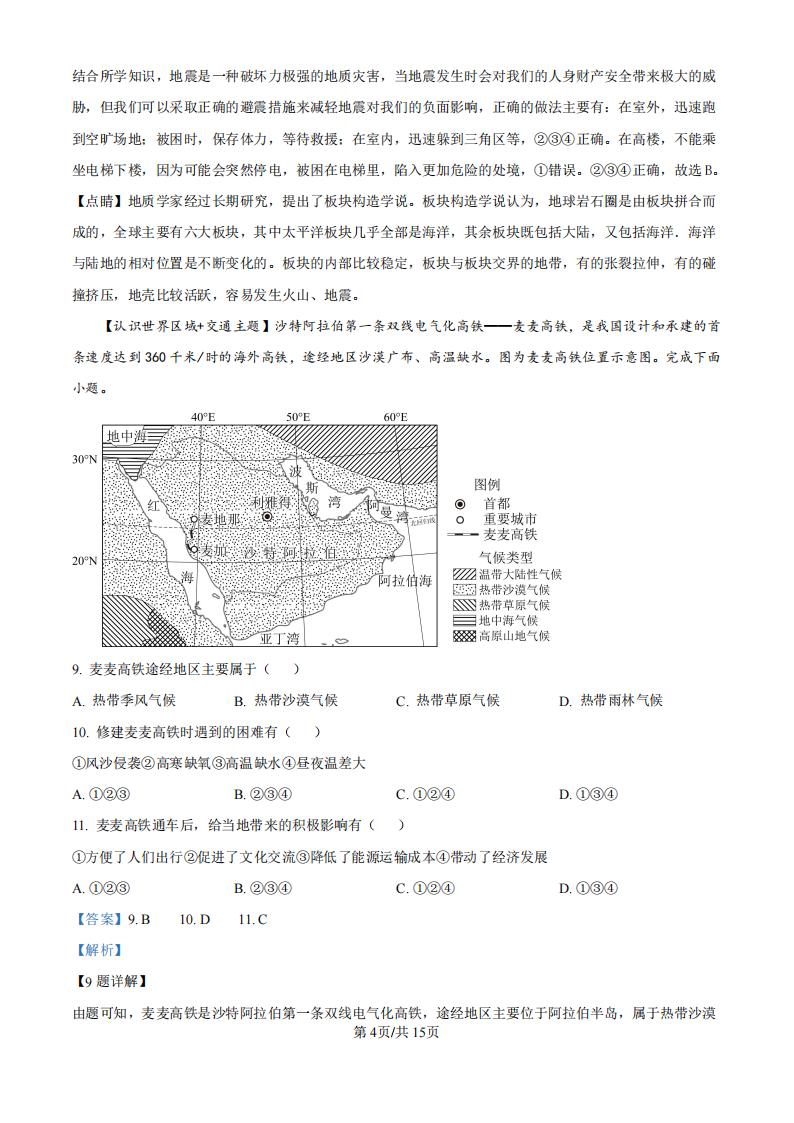 结合所学知识，地震是一种破坏力极强的地质灾害，当地震发生时会对我们的人身财产安全带来极大的威
胁，但我们可以采取正确的避震措施来减轻地震对我们的负面影响，正确的做法主要有：在室外，迅速跑
到空旷场地；被困时，保存体力，等待救援；在室内，迅速躲到三角区等，②③④正确。在高楼，不能乘
坐电梯下楼，因为可能会突然停电，被困在电梯里，陷入更加危险的处境，①错误。②③④正确，故选B。
【点睛】地质学家经过长期研究，提出了板块构造学说。板块构造学说认为，地球岩石圈是由板块拼合而
成的，全球主要有六大板块，其中太平洋板块几乎全部是海洋，其余板块既包括大陆，又包括海洋．海洋
与陆地的相对位置是不断变化的。板块的内部比较稳定，板块与板块交界的地带，有的张裂拉伸，有的碰
撞挤压，地壳比较活跃，容易发生火山、地震。
【认识世界区域+交通主题】沙特阿拉伯第一条双线电气化高铁——麦麦高铁，是我国设计和承建的首
条速度达到360千米/时的海外高铁，途经地区沙漠广布、高温缺水。图为麦麦高铁位置示意图。完成下面
小题。
40°E 50°E 60°E
地中海
30°N
波
斯
湾
红
利雅得
阿曼湾
麦地那
北回归线
麦加 沙特阿拉伯
20°N
海
阿拉伯海
亚丁湾
图例
首都
重要城市
麦麦高铁
气候类型
温带大陆性气候
热带沙漠气候
热带草原气候
地中海气候
高原山地气候
9. 麦麦高铁途经地区主要属于（ ）
A. 热带季风气候 B. 热带沙漠气候 C. 热带草原气候 D. 热带雨林气候
10. 修建麦麦高铁时遇到的困难有（ ）
①风沙侵袭②高寒缺氧③高温缺水④昼夜温差大
A. ①②③ B. ②③④ C. ①②④ D. ①③④
11. 麦麦高铁通车后，给当地带来的积极影响有（ ）
①方便了人们出行②促进了文化交流③降低了能源运输成本④带动了经济发展
A. ①②③ B. ②③④ C. ①②④ D. ①③④
【答案】9. B 10. D 11. C
【解析】
【9题详解】
由题可知，麦麦高铁是沙特阿拉伯第一条双线电气化高铁，途经地区主要位于阿拉伯半岛，属于热带沙漠
第4页/共15页